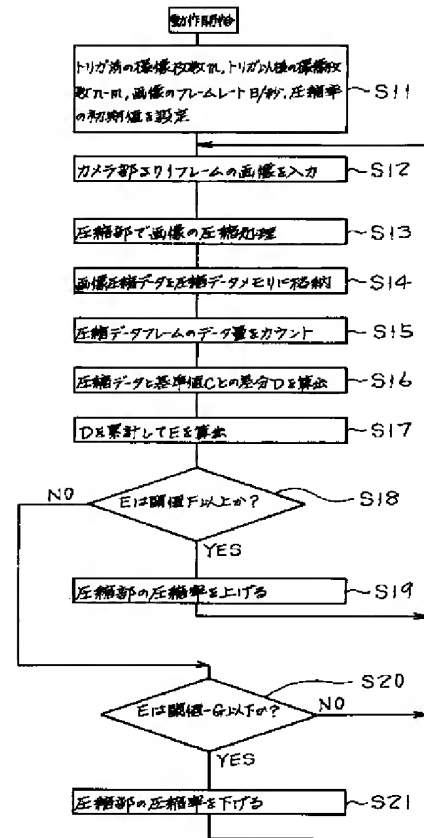 動作開始
トリガ前の撮像枚数m,トリガ以後の撮像枚
数n-m,画像のフレームレートB/秒,圧縮率
の初期値を設定
S11
カメラ部より1フレームの画像を入力
S12
圧縮部で画像の圧縮処理
S13
画像圧縮データを圧縮データメモリに格納
S14
圧縮データフレームのデータ量をカウント
S15
圧縮データと基準値Cとの差分Dを算出
S16
Dを累計してEを算出
S17
Eは閾値F以上か?
S18
NO
YES
圧縮部の圧縮率を上げる
S19
Eは閾値-G以下か?
S20
NO
YES
圧縮部の圧縮率を下げる
S21